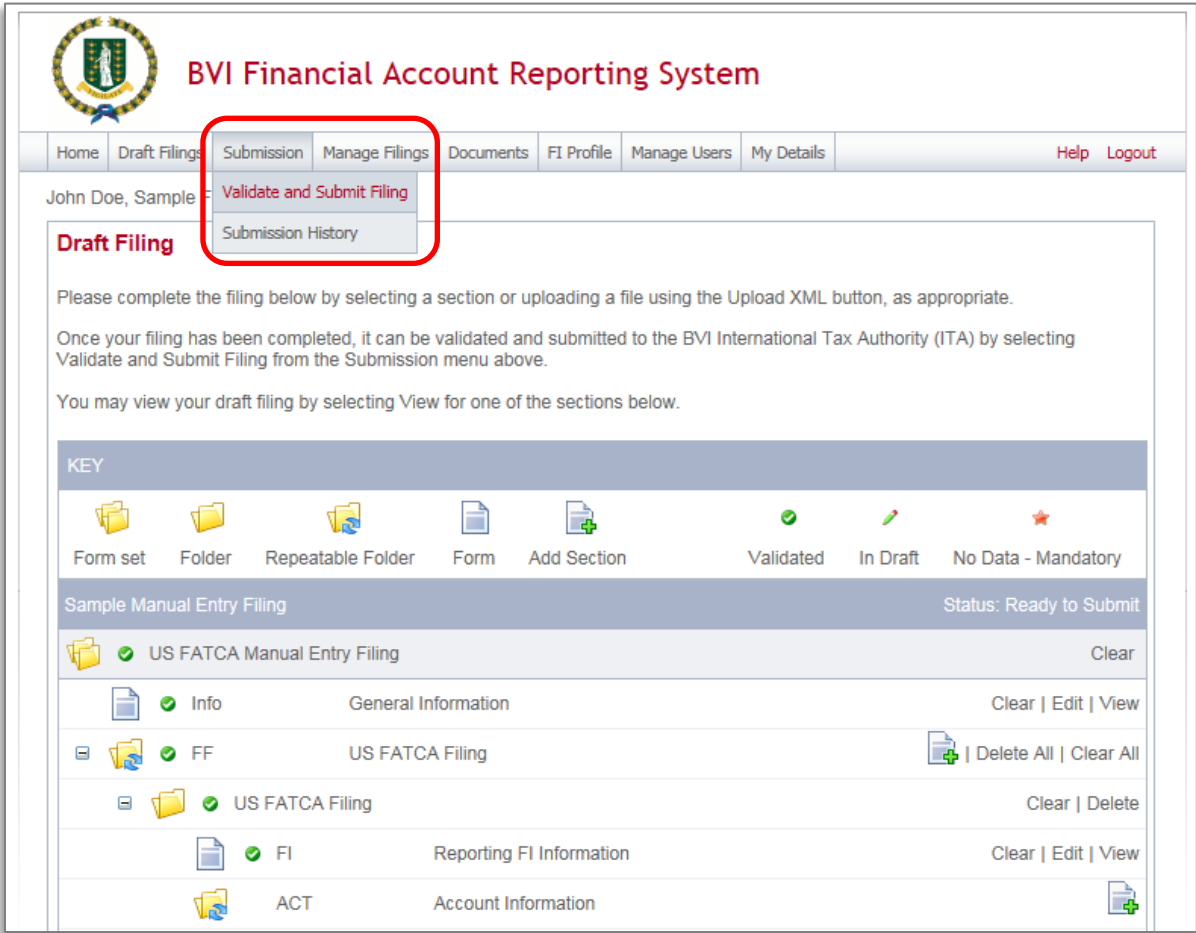 BVI Financial Account Reporting System
Home Draft Filings Submission Manage Filings Documents FI Profile Manage Users My Details Help Logout
Validate and Submit Filing
John Doe, Sample F
Submission History
Draft Filing
Please complete the filing below by selecting a section or uploading a file using the Upload XML button, as appropriate.
Once your filing has been completed, it can be validated and submitted to the BVI International Tax Authority (ITA) by selecting
Validate and Submit Filing from the Submission menu above.
You may view your draft filing by selecting View for one of the sections below.
KEY
Form set Folder Repeatable Folder Form Add Section Validated In Draft No Data - Mandatory
Sample Manual Entry Filing Status: Ready to Submit
US FATCA Manual Entry Filing Clear
Info General Information Clear | Edit | View
FF US FATCA Filing | Delete All | Clear All
US FATCA Filing Clear | Delete
FI Reporting FI Information Clear | Edit | View
ACT Account Information